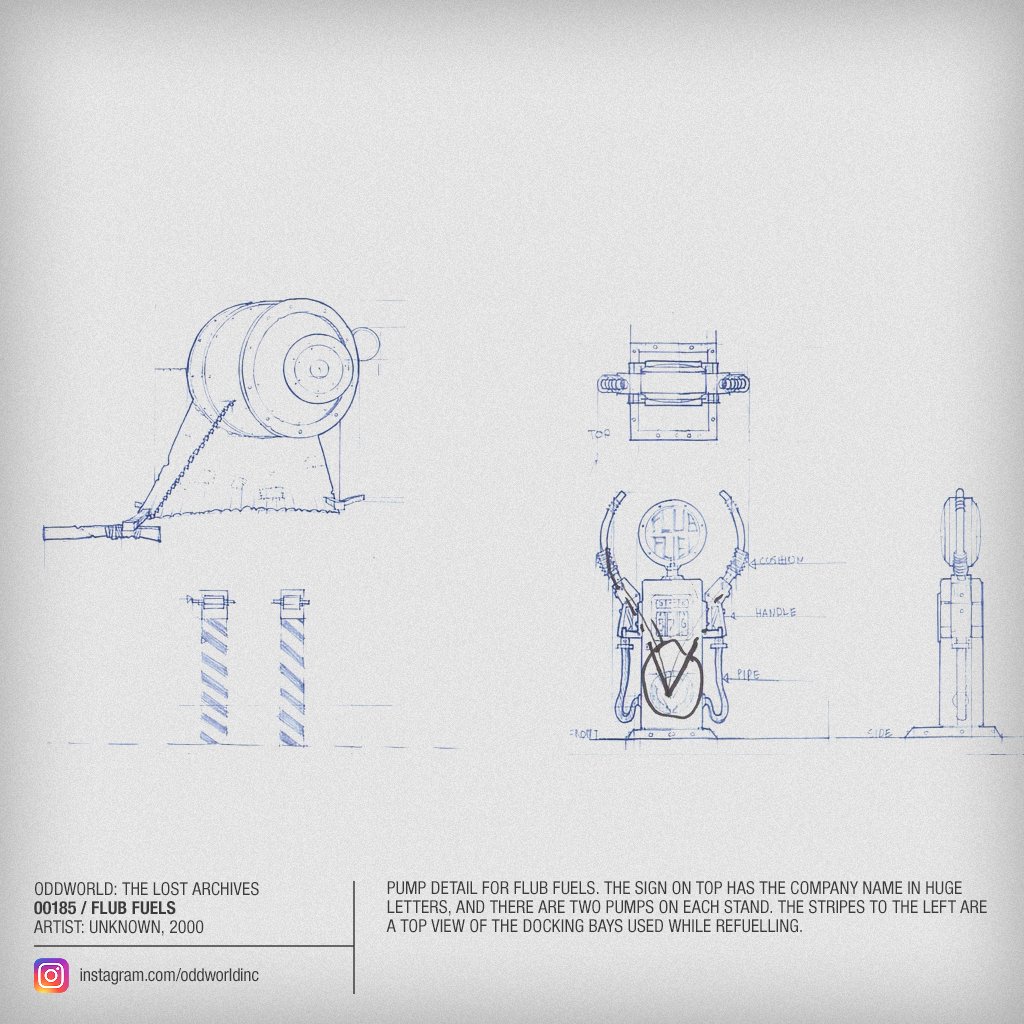 TOP
FLUB
FUEL
576
CUSHION
HANDLE
PIPE
FRONT
SIDE
ODDWORLD: THE LOST ARCHIVES
00185 / FLUB FUELS
ARTIST: UNKNOWN, 2000
instagram.com/oddworldinc
PUMP DETAIL FOR FLUB FUELS. THE SIGN ON TOP HAS THE COMPANY NAME IN HUGE
LETTERS, AND THERE ARE TWO PUMPS ON EACH STAND. THE STRIPES TO THE LEFT ARE
A TOP VIEW OF THE DOCKING BAYS USED WHILE REFUELLING.